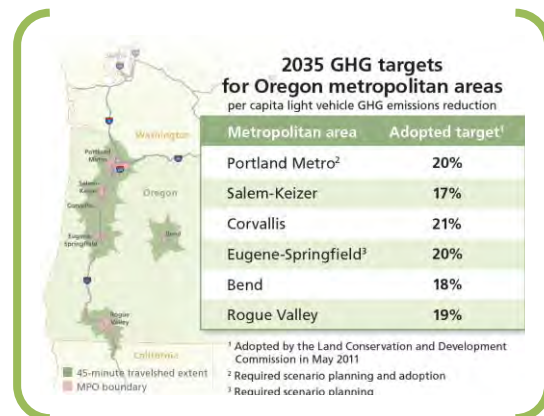 2035 GHG targets
for Oregon metropolitan areas
per capita light vehicle GHG emissions reduction
Metropolitan area Adopted target¹
Portland Metro² 20%
Salem-Keizer 17%
Corvallis 21%
Eugene-Springfield³ 20%
Bend 18%
Rogue Valley 19%
¹ Adopted by the Land Conservation and Development
Commission in May 2011
² Required scenario planning and adoption
³ Required scenario planning
Washington
Portland
Metro
Salem-
Keizer
Oregon
Corvallis
Eugene-
Springfield
Bend
Rogue
Valley
California
45-minute travelshed extent
MPO boundary